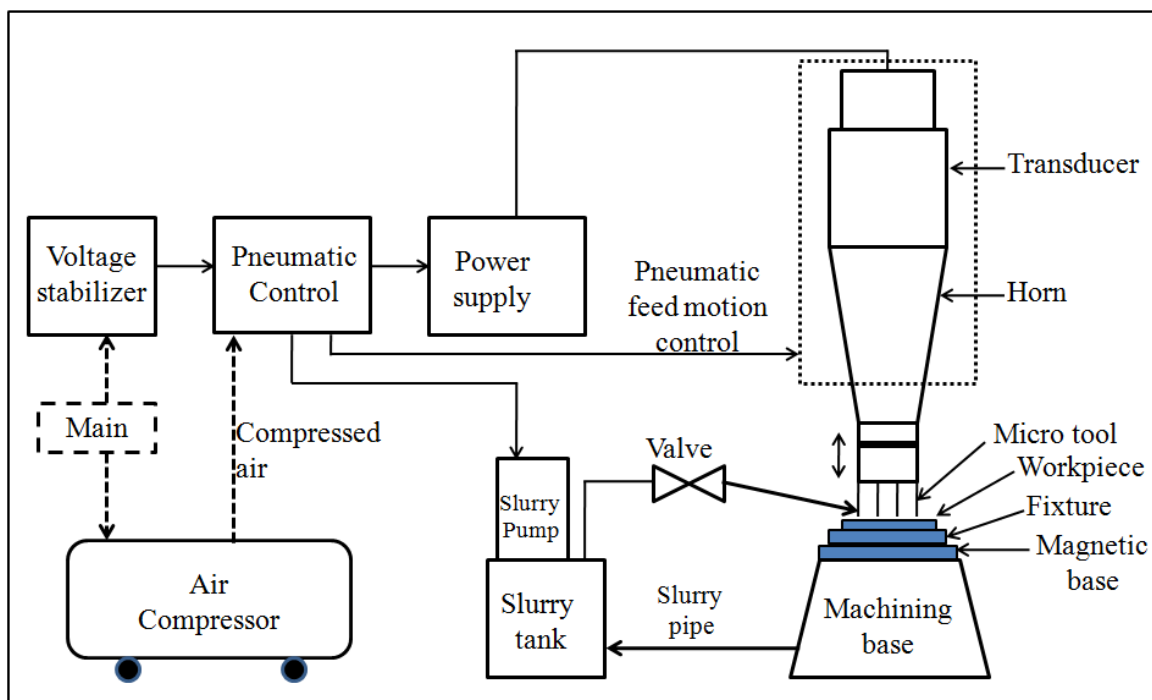 Transducer
Voltage
stabilizer
Pneumatic
Control
Power
supply
Pneumatic
feed motion
control
Horn
Main
Compressed
air
Valve
Micro tool
Workpiece
Fixture
Magnetic
base
Slurry
Pump
Air
Compressor
Slurry
tank
Slurry
pipe
Machining
base